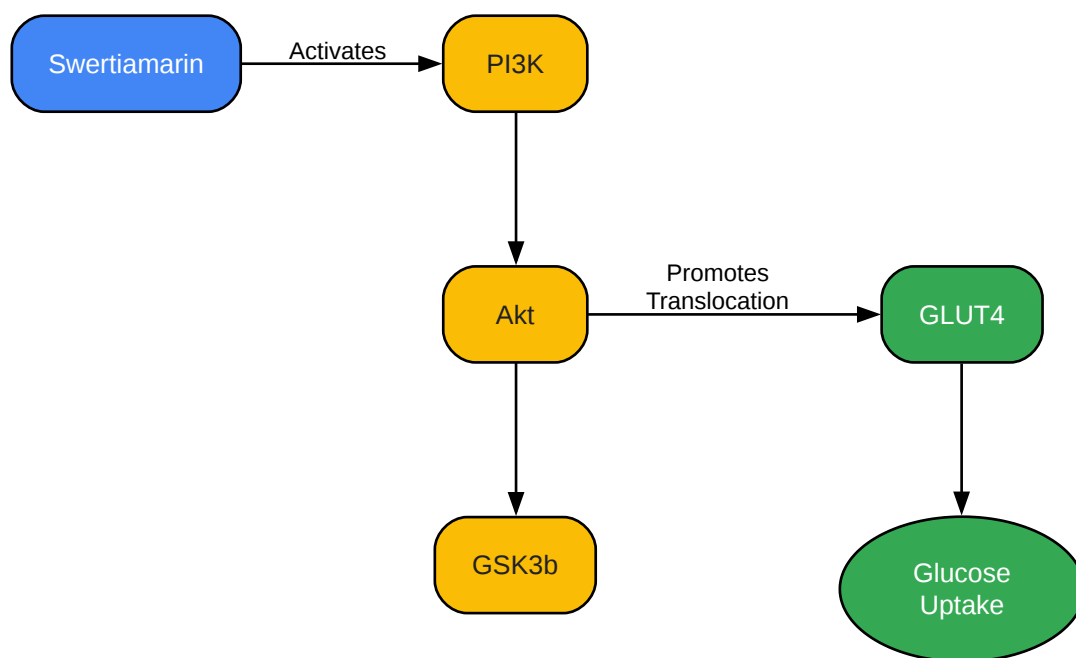 Swertiamarin
Activates
PI3K
Akt
Promotes
Translocation
GLUT4
GSK3b
Glucose
Uptake